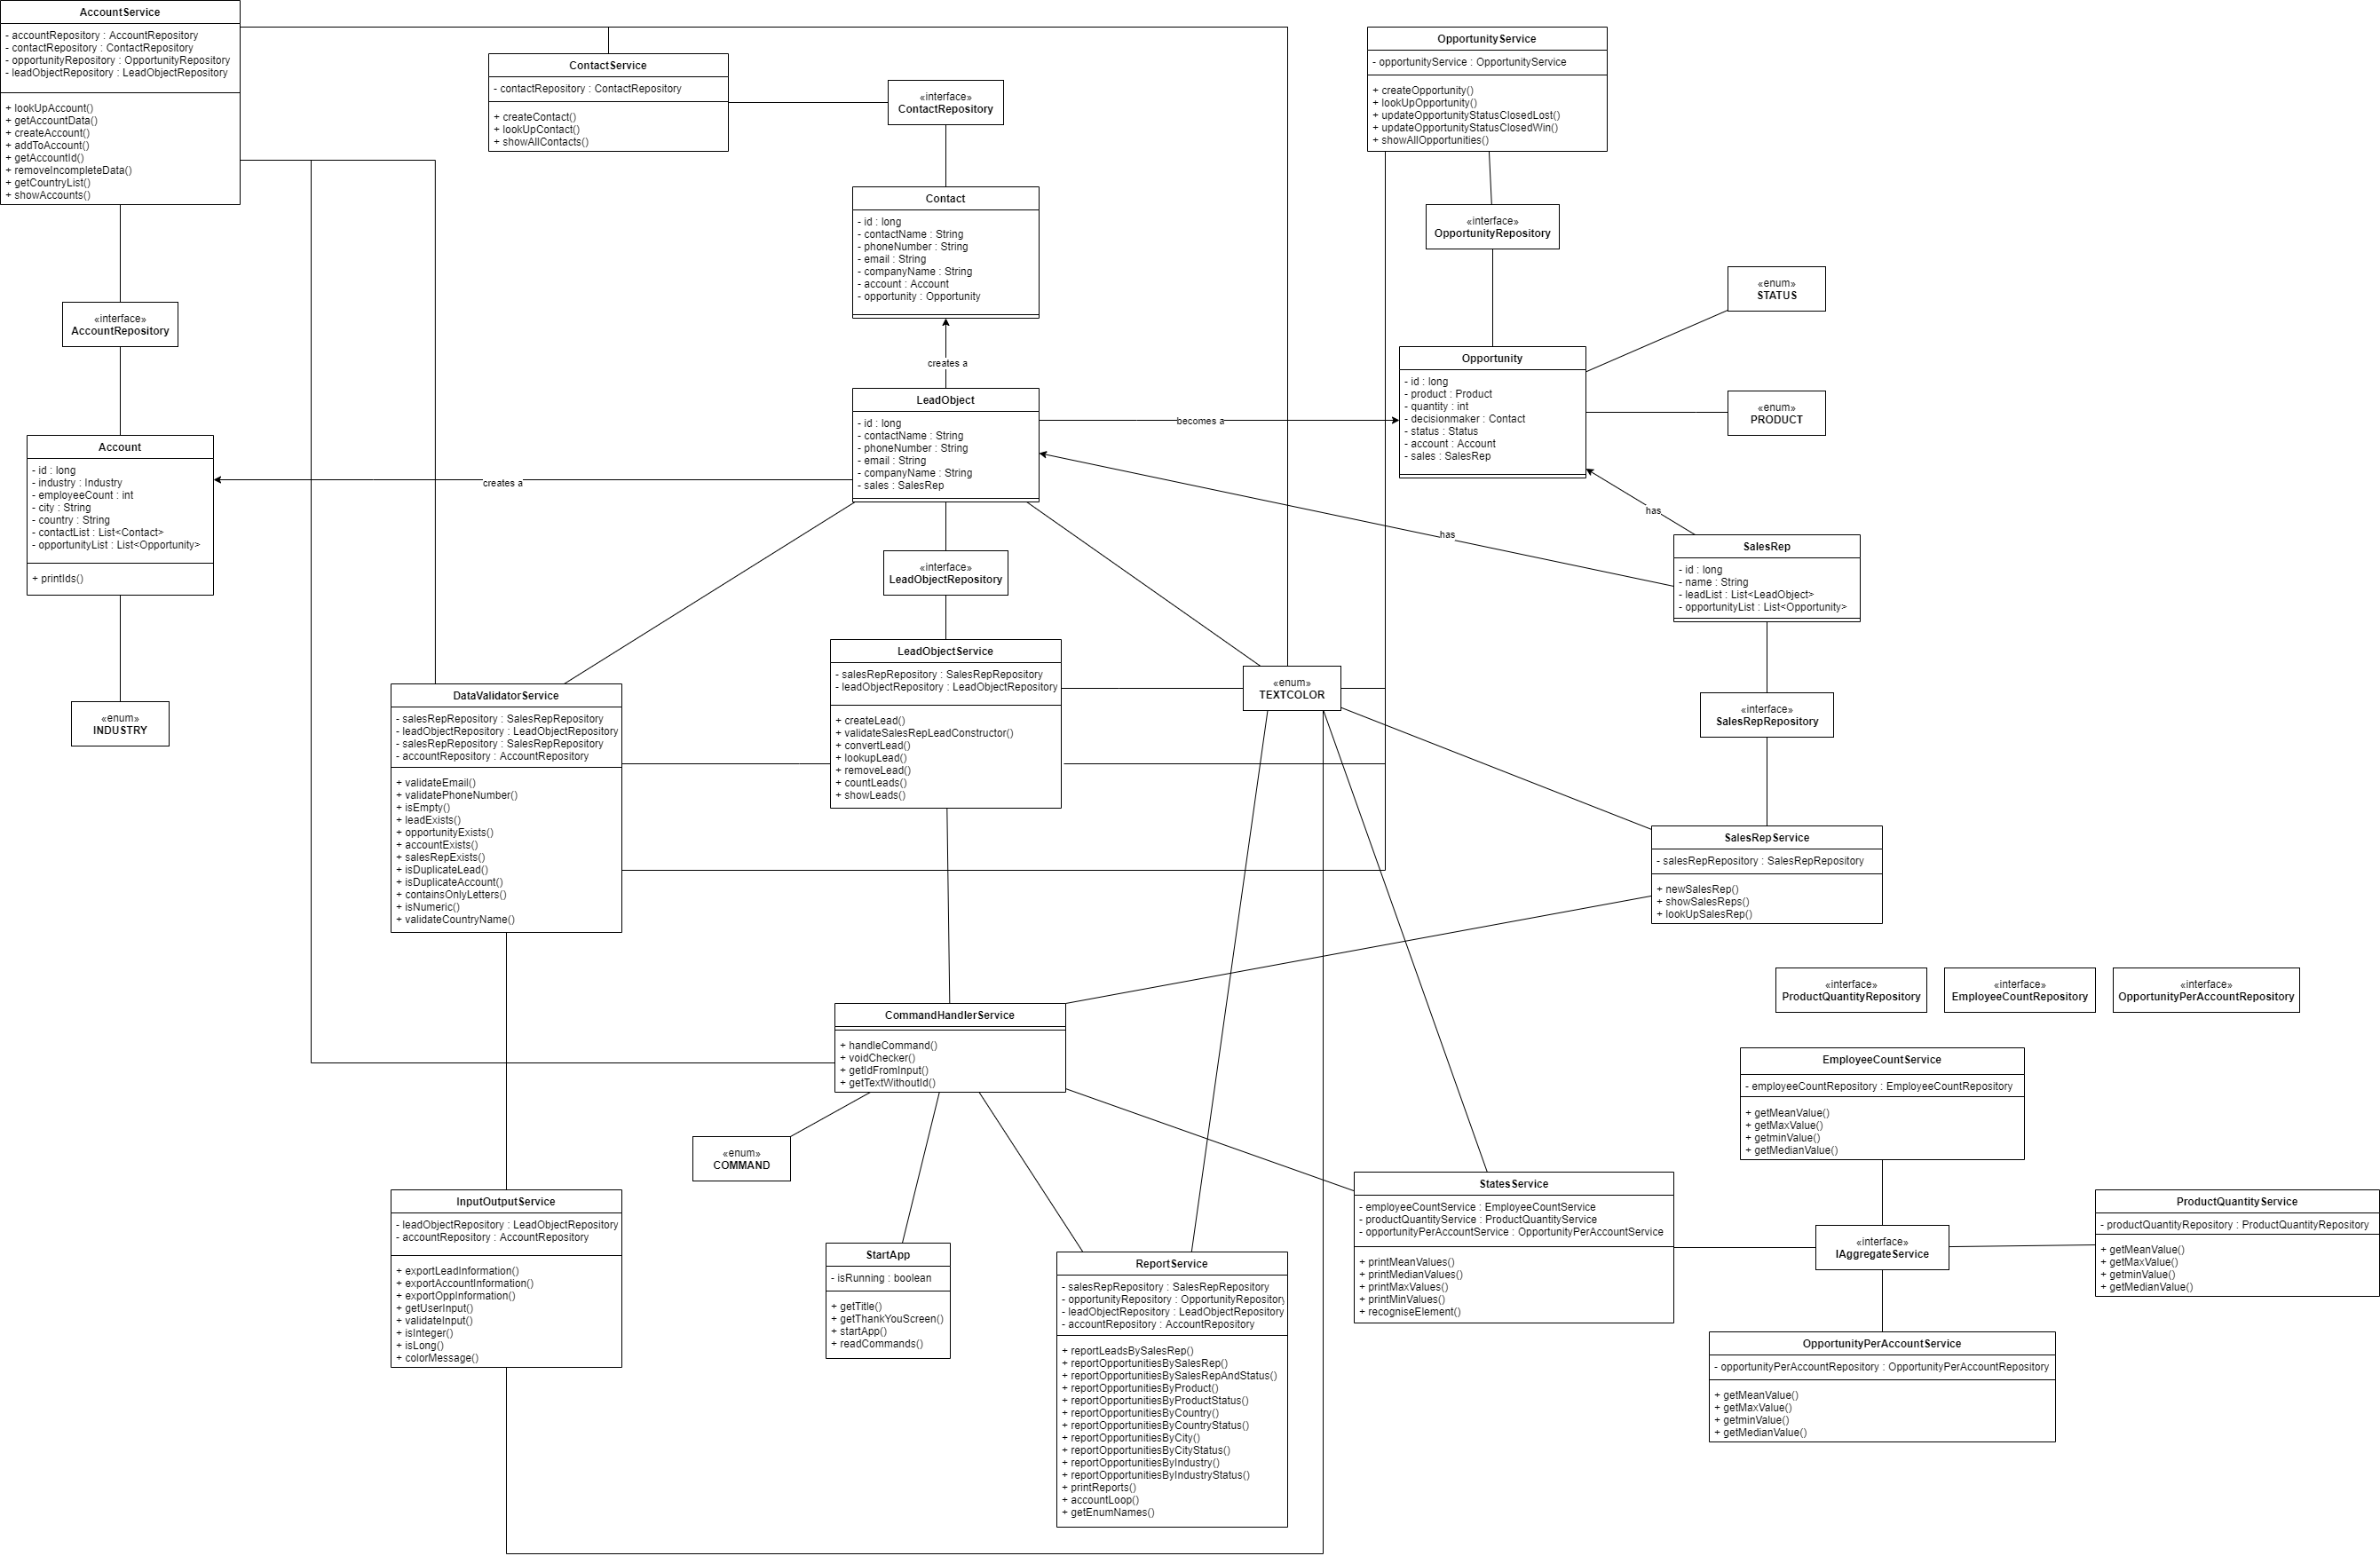 AccountService
- accountRepository : AccountRepository
- contactRepository : ContactRepository
- opportunityRepository : OpportunityRepository
- leadObjectRepository : LeadObjectRepository
+ lookUpAccount()
+ getAccountData()
+ createAccount()
+ addToAccount()
+ getAccountId()
+ removeIncompleteData()
+ getCountryList()
+ showAccounts()
ContactService
- contactRepository : ContactRepository
+ createContact()
+ lookUpContact()
+ showAllContacts()
«interface»
ContactRepository
OpportunityService
- opportunityService : OpportunityService
+ createOpportunity()
+ lookUpOpportunity()
+ updateOpportunityStatusClosedLost()
+ updateOpportunityStatusClosedWin()
+ showAllOpportunities()
Contact
- id : long
- contactName : String
- phoneNumber : String
- email : String
- companyName : String
- account : Account
- opportunity : Opportunity
«interface»
OpportunityRepository
«enum»
STATUS
«interface»
AccountRepository
creates a
Opportunity
- id : long
- product : Product
- quantity : int
- decisionmaker : Contact
- status : Status
- account : Account
- sales : SalesRep
«enum»
PRODUCT
LeadObject
- id : long
- contactName : String
- phoneNumber : String
- email : String
- companyName : String
- sales : SalesRep
becomes a
Account
- id : long
- industry : Industry
- employeeCount : int
- city : String
- country : String
- contactList : List<Contact>
- opportunityList : List<Opportunity>
+ printIds()
creates a
has
has
SalesRep
- id : long
- name : String
- leadList : List<LeadObject>
- opportunityList : List<Opportunity>
«interface»
LeadObjectRepository
LeadObjectService
- salesRepRepository : SalesRepRepository
- leadObjectRepository : LeadObjectRepository
+ createLead()
+ validateSalesRepLeadConstructor()
+ convertLead()
+ lookupLead()
+ removeLead()
+ countLeads()
+ showLeads()
«enum»
TEXTCOLOR
«interface»
SalesRepRepository
«enum»
INDUSTRY
DataValidatorService
- salesRepRepository : SalesRepRepository
- leadObjectRepository : LeadObjectRepository
- salesRepRepository : SalesRepRepository
- accountRepository : AccountRepository
+ validateEmail()
+ validatePhoneNumber()
+ isEmpty()
+ leadExists()
+ opportunityExists()
+ accountExists()
+ salesRepExists()
+ isDuplicateLead()
+ isDuplicateAccount()
+ containsOnlyLetters()
+ isNumeric()
+ validateCountryName()
SalesRepService
- salesRepRepository : SalesRepRepository
+ newSalesRep()
+ showSalesReps()
+ lookUpSalesRep()
«interface»
ProductQuantityRepository
«interface»
EmployeeCountRepository
«interface»
OpportunityPerAccountRepository
CommandHandlerService
+ handleCommand()
+ voidChecker()
+ getIdFromInput()
+ getTextWithoutId()
EmployeeCountService
- employeeCountRepository : EmployeeCountRepository
+ getMeanValue()
+ getMaxValue()
+ getminValue()
+ getMedianValue()
«enum»
COMMAND
InputOutputService
- leadObjectRepository : LeadObjectRepository
- accountRepository : AccountRepository
+ exportLeadInformation()
+ exportAccountInformation()
+ exportOppInformation()
+ getUserInput()
+ validateInput()
+ isInteger()
+ isLong()
+ colorMessage()
StartApp
- isRunning : boolean
+ getTitle()
+ getThankYouScreen()
+ startApp()
+ readCommands()
ReportService
- salesRepRepository : SalesRepRepository
- opportunityRepository : OpportunityRepository
- leadObjectRepository : LeadObjectRepository
- accountRepository : AccountRepository
+ reportLeadsBySalesRep()
+ reportOpportunitiesBySalesRep()
+ reportOpportunitiesBySalesRepAndStatus()
+ reportOpportunitiesByProduct()
+ reportOpportunitiesByProductStatus()
+ reportOpportunitiesByCountry()
+ reportOpportunitiesByCountryStatus()
+ reportOpportunitiesByCity()
+ reportOpportunitiesByCityStatus()
+ reportOpportunitiesByIndustry()
+ reportOpportunitiesByIndustryStatus()
+ printReports()
+ accountLoop()
+ getEnumNames()
StatesService
- employeeCountService : EmployeeCountService
- productQuantityService : ProductQuantityService
- opportunityPerAccountService : OpportunityPerAccountService
+ printMeanValues()
+ printMedianValues()
+ printMaxValues()
+ printMinValues()
+ recogniseElement()
«interface»
IAggregateService
ProductQuantityService
- productQuantityRepository : ProductQuantityRepository
+ getMeanValue()
+ getMaxValue()
+ getminValue()
+ getMedianValue()
OpportunityPerAccountService
- opportunityPerAccountRepository : OpportunityPerAccountRepository
+ getMeanValue()
+ getMaxValue()
+ getminValue()
+ getMedianValue()